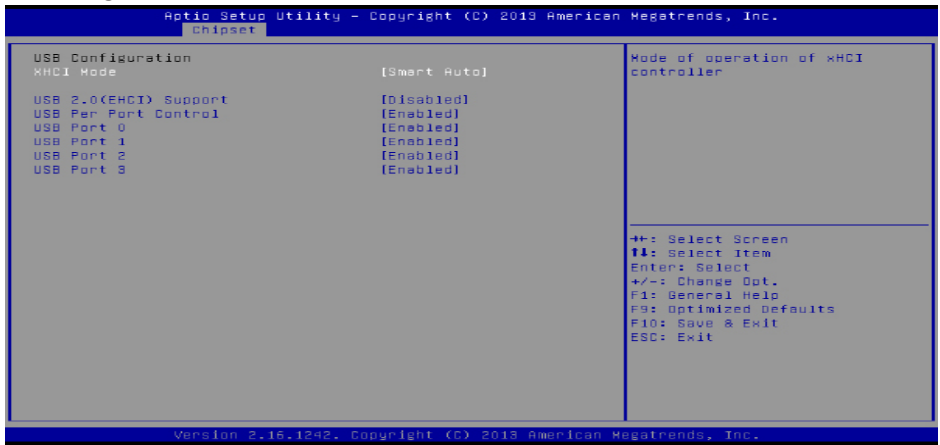 Aptio Setup Utility – Copyright (C) 2013 American Megatrends, Inc.
Chipset
USB Configuration
XHCI Mode [Smart Auto]
USB 2.0(EHCI) Support [Disabled]
USB Per Port Control [Enabled]
USB Port 0 [Enabled]
USB Port 1 [Enabled]
USB Port 2 [Enabled]
USB Port 3 [Enabled]
Mode of operation of xHCI
controller
→←: Select Screen
↑↓: Select Item
Enter: Select
+/-: Change Opt.
F1: General Help
F9: Optimized Defaults
F10: Save & Exit
ESC: Exit
Version 2.16.1242. Copyright (C) 2013 American Megatrends, Inc.